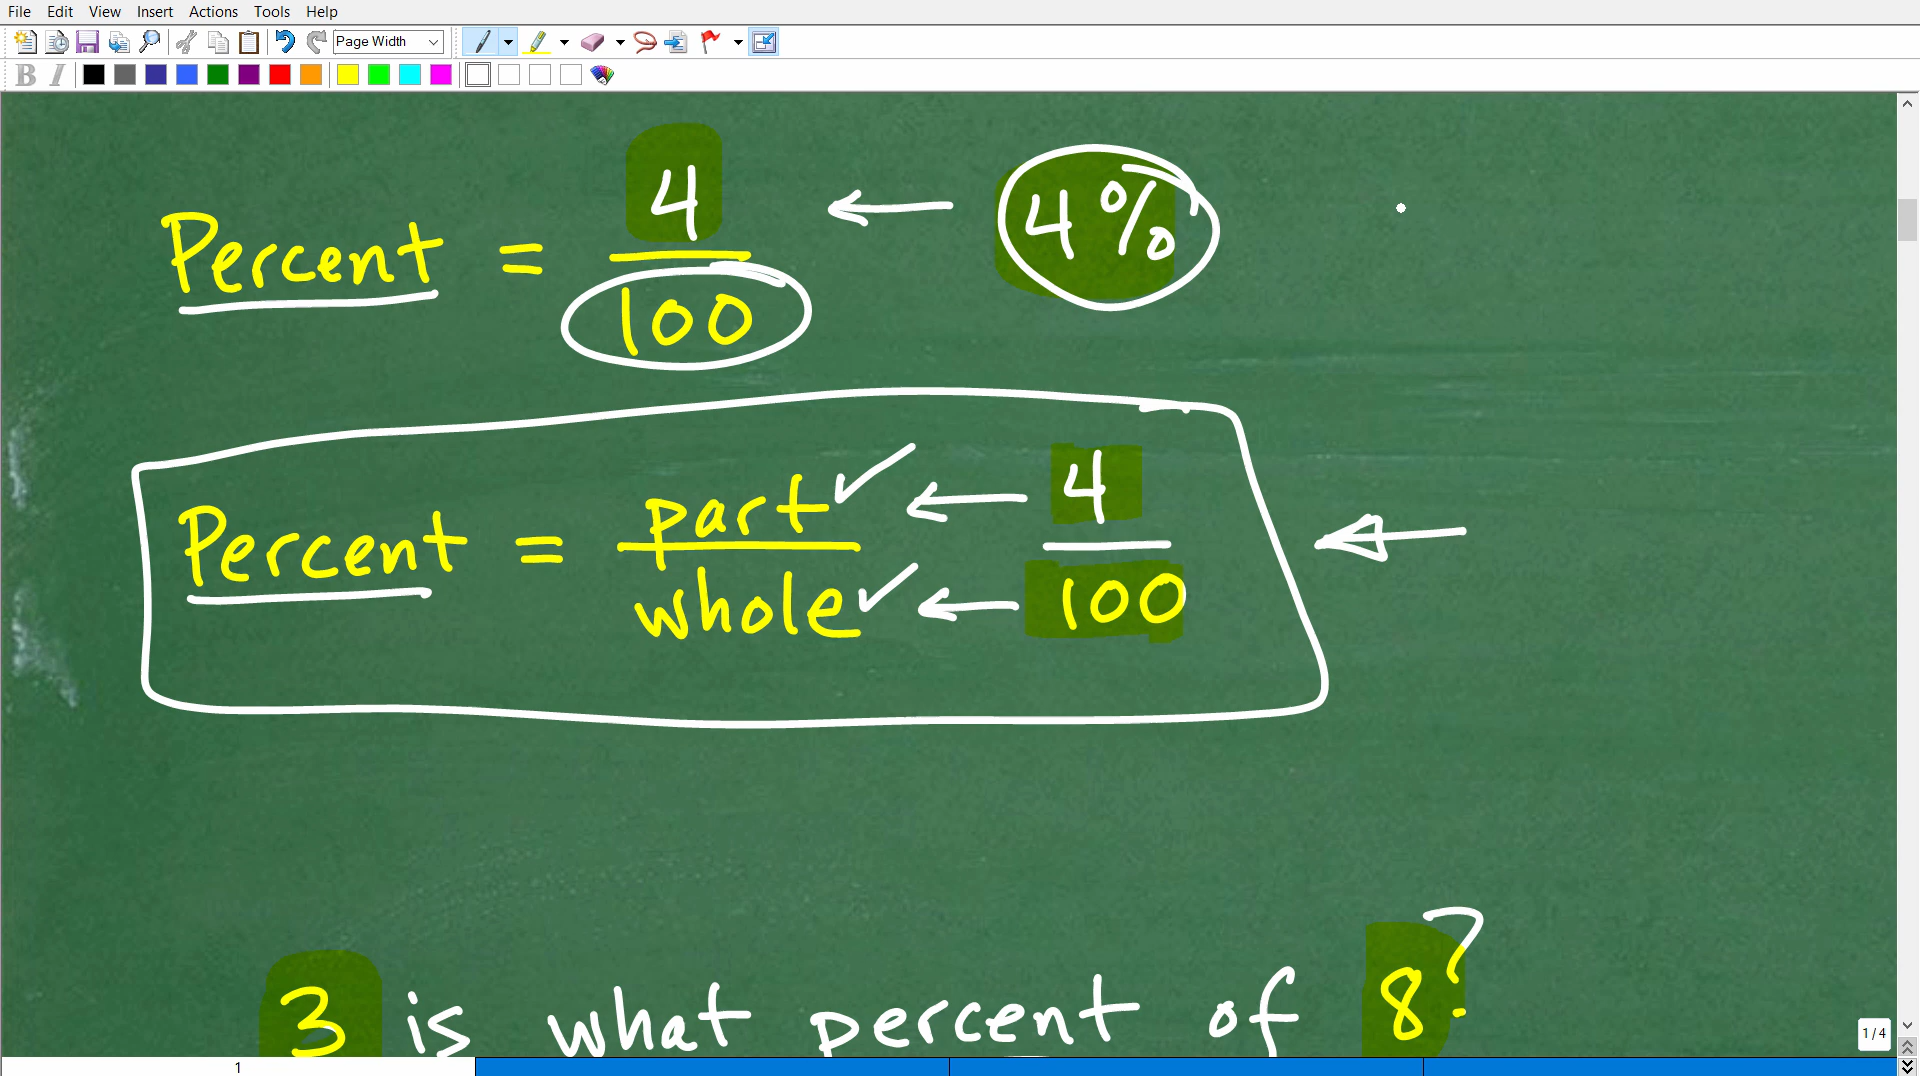 File Edit View Insert Actions Tools Help
Page Width
B I
4
Percent = ← 4%
100
4
Percent = part ✓ ←
whole ✓ ← 100
3 is what percent of 8?
1 / 4
1